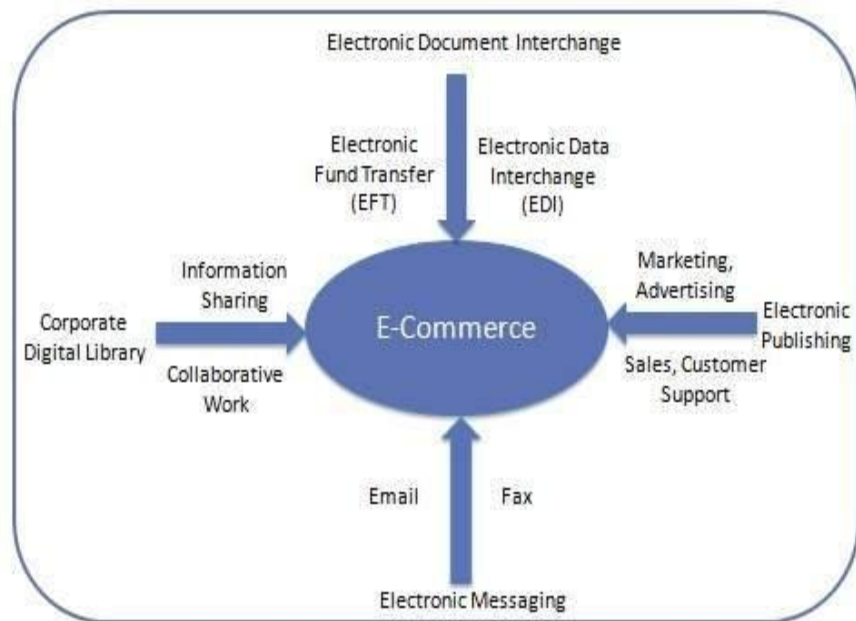 Electronic Document Interchange
Electronic
Fund Transfer
(EFT)
Electronic Data
Interchange
(EDI)
Information
Sharing
Corporate
Digital Library
Collaborative
Work
E-Commerce
Marketing,
Advertising
Electronic
Publishing
Sales, Customer
Support
Email
Fax
Electronic Messaging